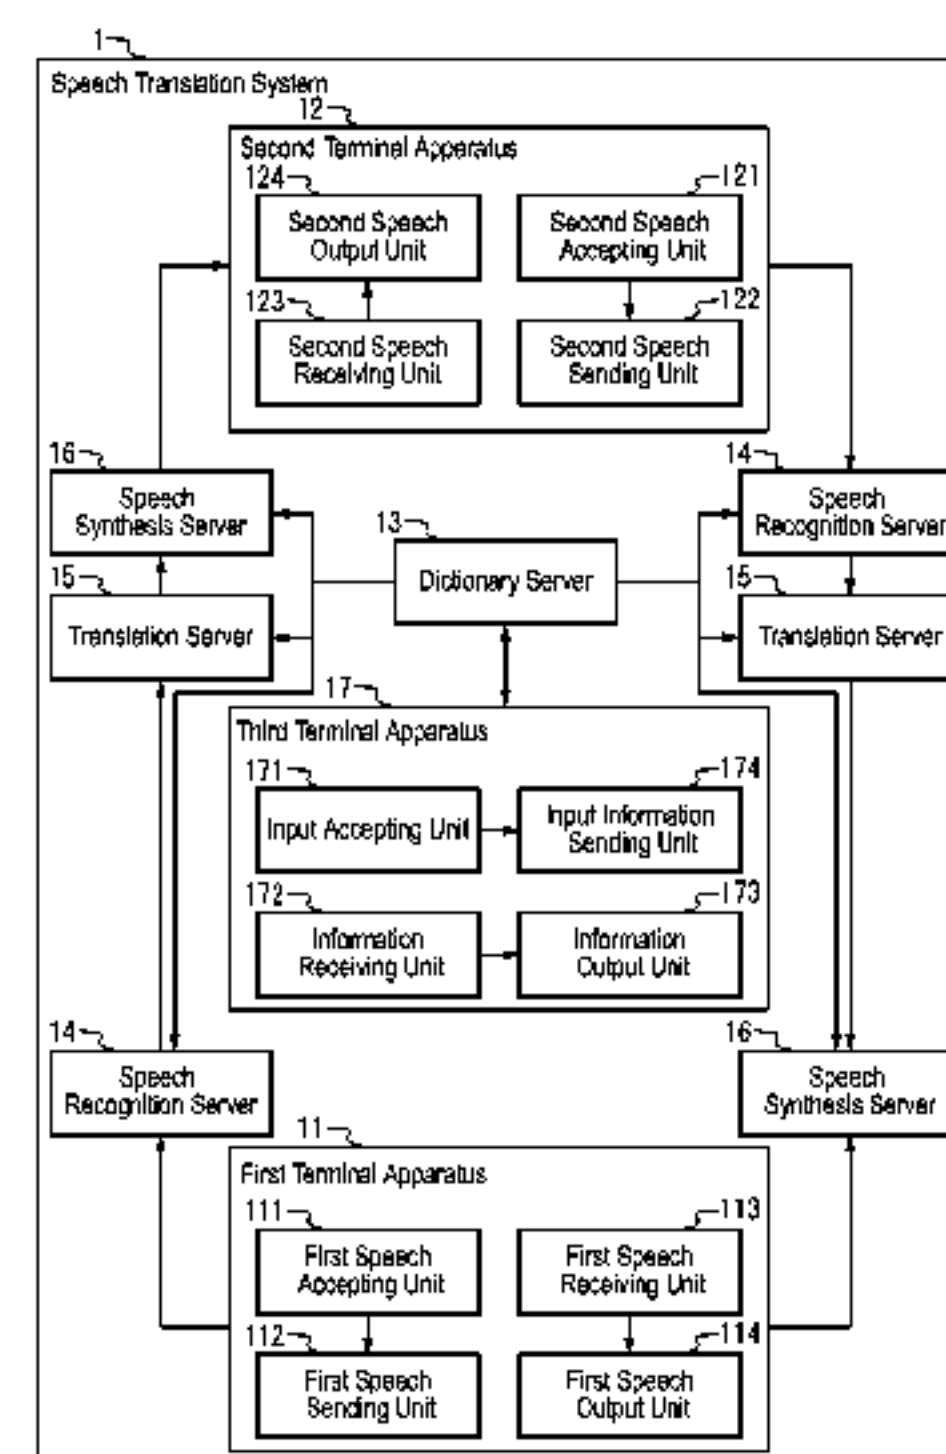 1
Speech Translation System
12
Second Terminal Apparatus
124
121
Second Speech
Output Unit
Second Speech
Accepting Unit
123
122
Second Speech
Receiving Unit
Second Speech
Sending Unit
16
14
Speech
Synthesis Server
Speech
Recognition Server
13
Dictionary Server
15
15
Translation Server
Translation Server
17
Third Terminal Apparatus
171
174
Input Accepting Unit
Input Information
Sending Unit
172
173
Information
Receiving Unit
Information
Output Unit
14
16
Speech
Recognition Server
Speech
Synthesis Server
11
First Terminal Apparatus
111
113
First Speech
Accepting Unit
First Speech
Receiving Unit
112
114
First Speech
Sending Unit
First Speech
Output Unit